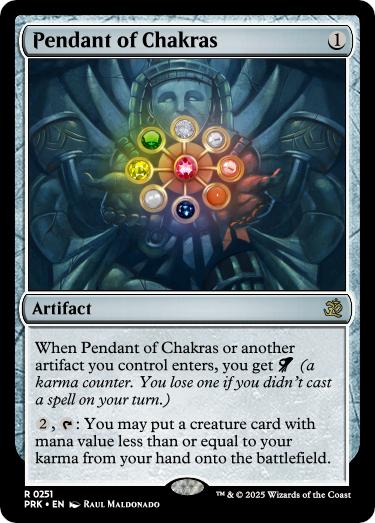 Pendant of Chakras 1
Artifact
When Pendant of Chakras or another
artifact you control enters, you get (a
karma counter. You lose one if you didn't cast
a spell on your turn.)
2, : You may put a creature card with
mana value less than or equal to your
karma from your hand onto the battlefield.
R 0251
PRK • EN Raul Maldonado
™ & © 2025 Wizards of the Coast